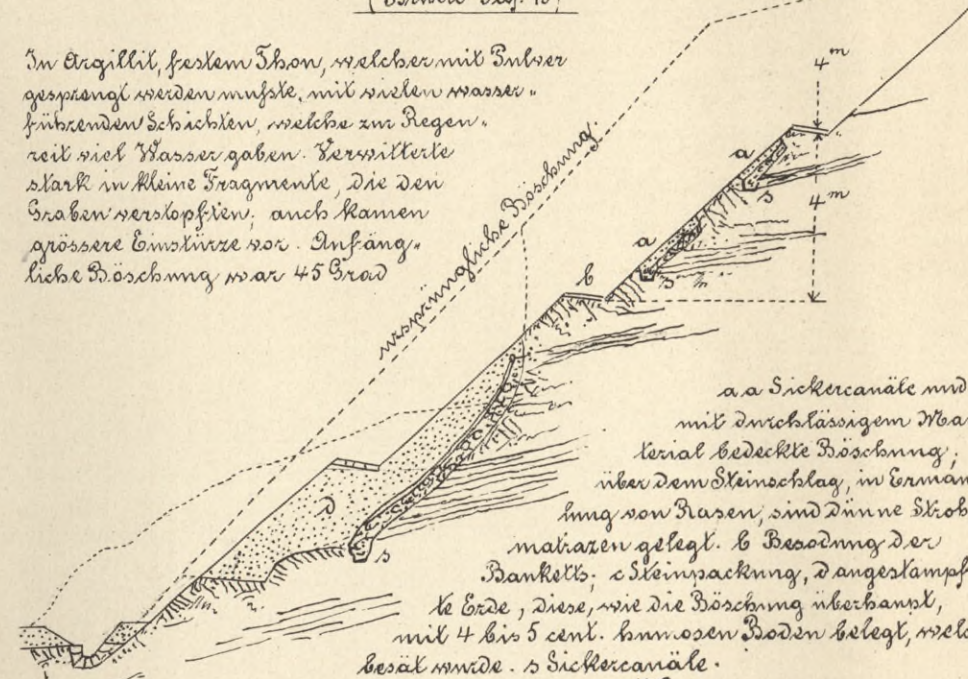 In Argillit, festem Thon, welcher mit Pulver
gesprengt werden mußte, mit vielen wasser-
führenden Schichten, welche zur Regen-
zeit viel Wasser gaben. Verwitterte
stark in kleine Fragmente, die den
Graben verstopften; auch kamen
grössere Einstürze vor. Anfäng-
liche Böschung war 45 Grad
ursprüngliche Böschung.
4 m
4 m
a
s
a
s
b
d
s
a a Sickercanäle und
mit durchlässigem Ma
terial bedeckte Böschung;
über dem Steinschlag, in Erman
lung von Rasen, sind dünne Stroh
matrazen gelegt. b Besodung der
Banketts; c Steinpackung, d angestampf
te Erde, diese, wie die Böschung überhaupt,
mit 4 bis 5 cent. humosen Boden belegt, welc
besät wurde. s Sickercanäle.